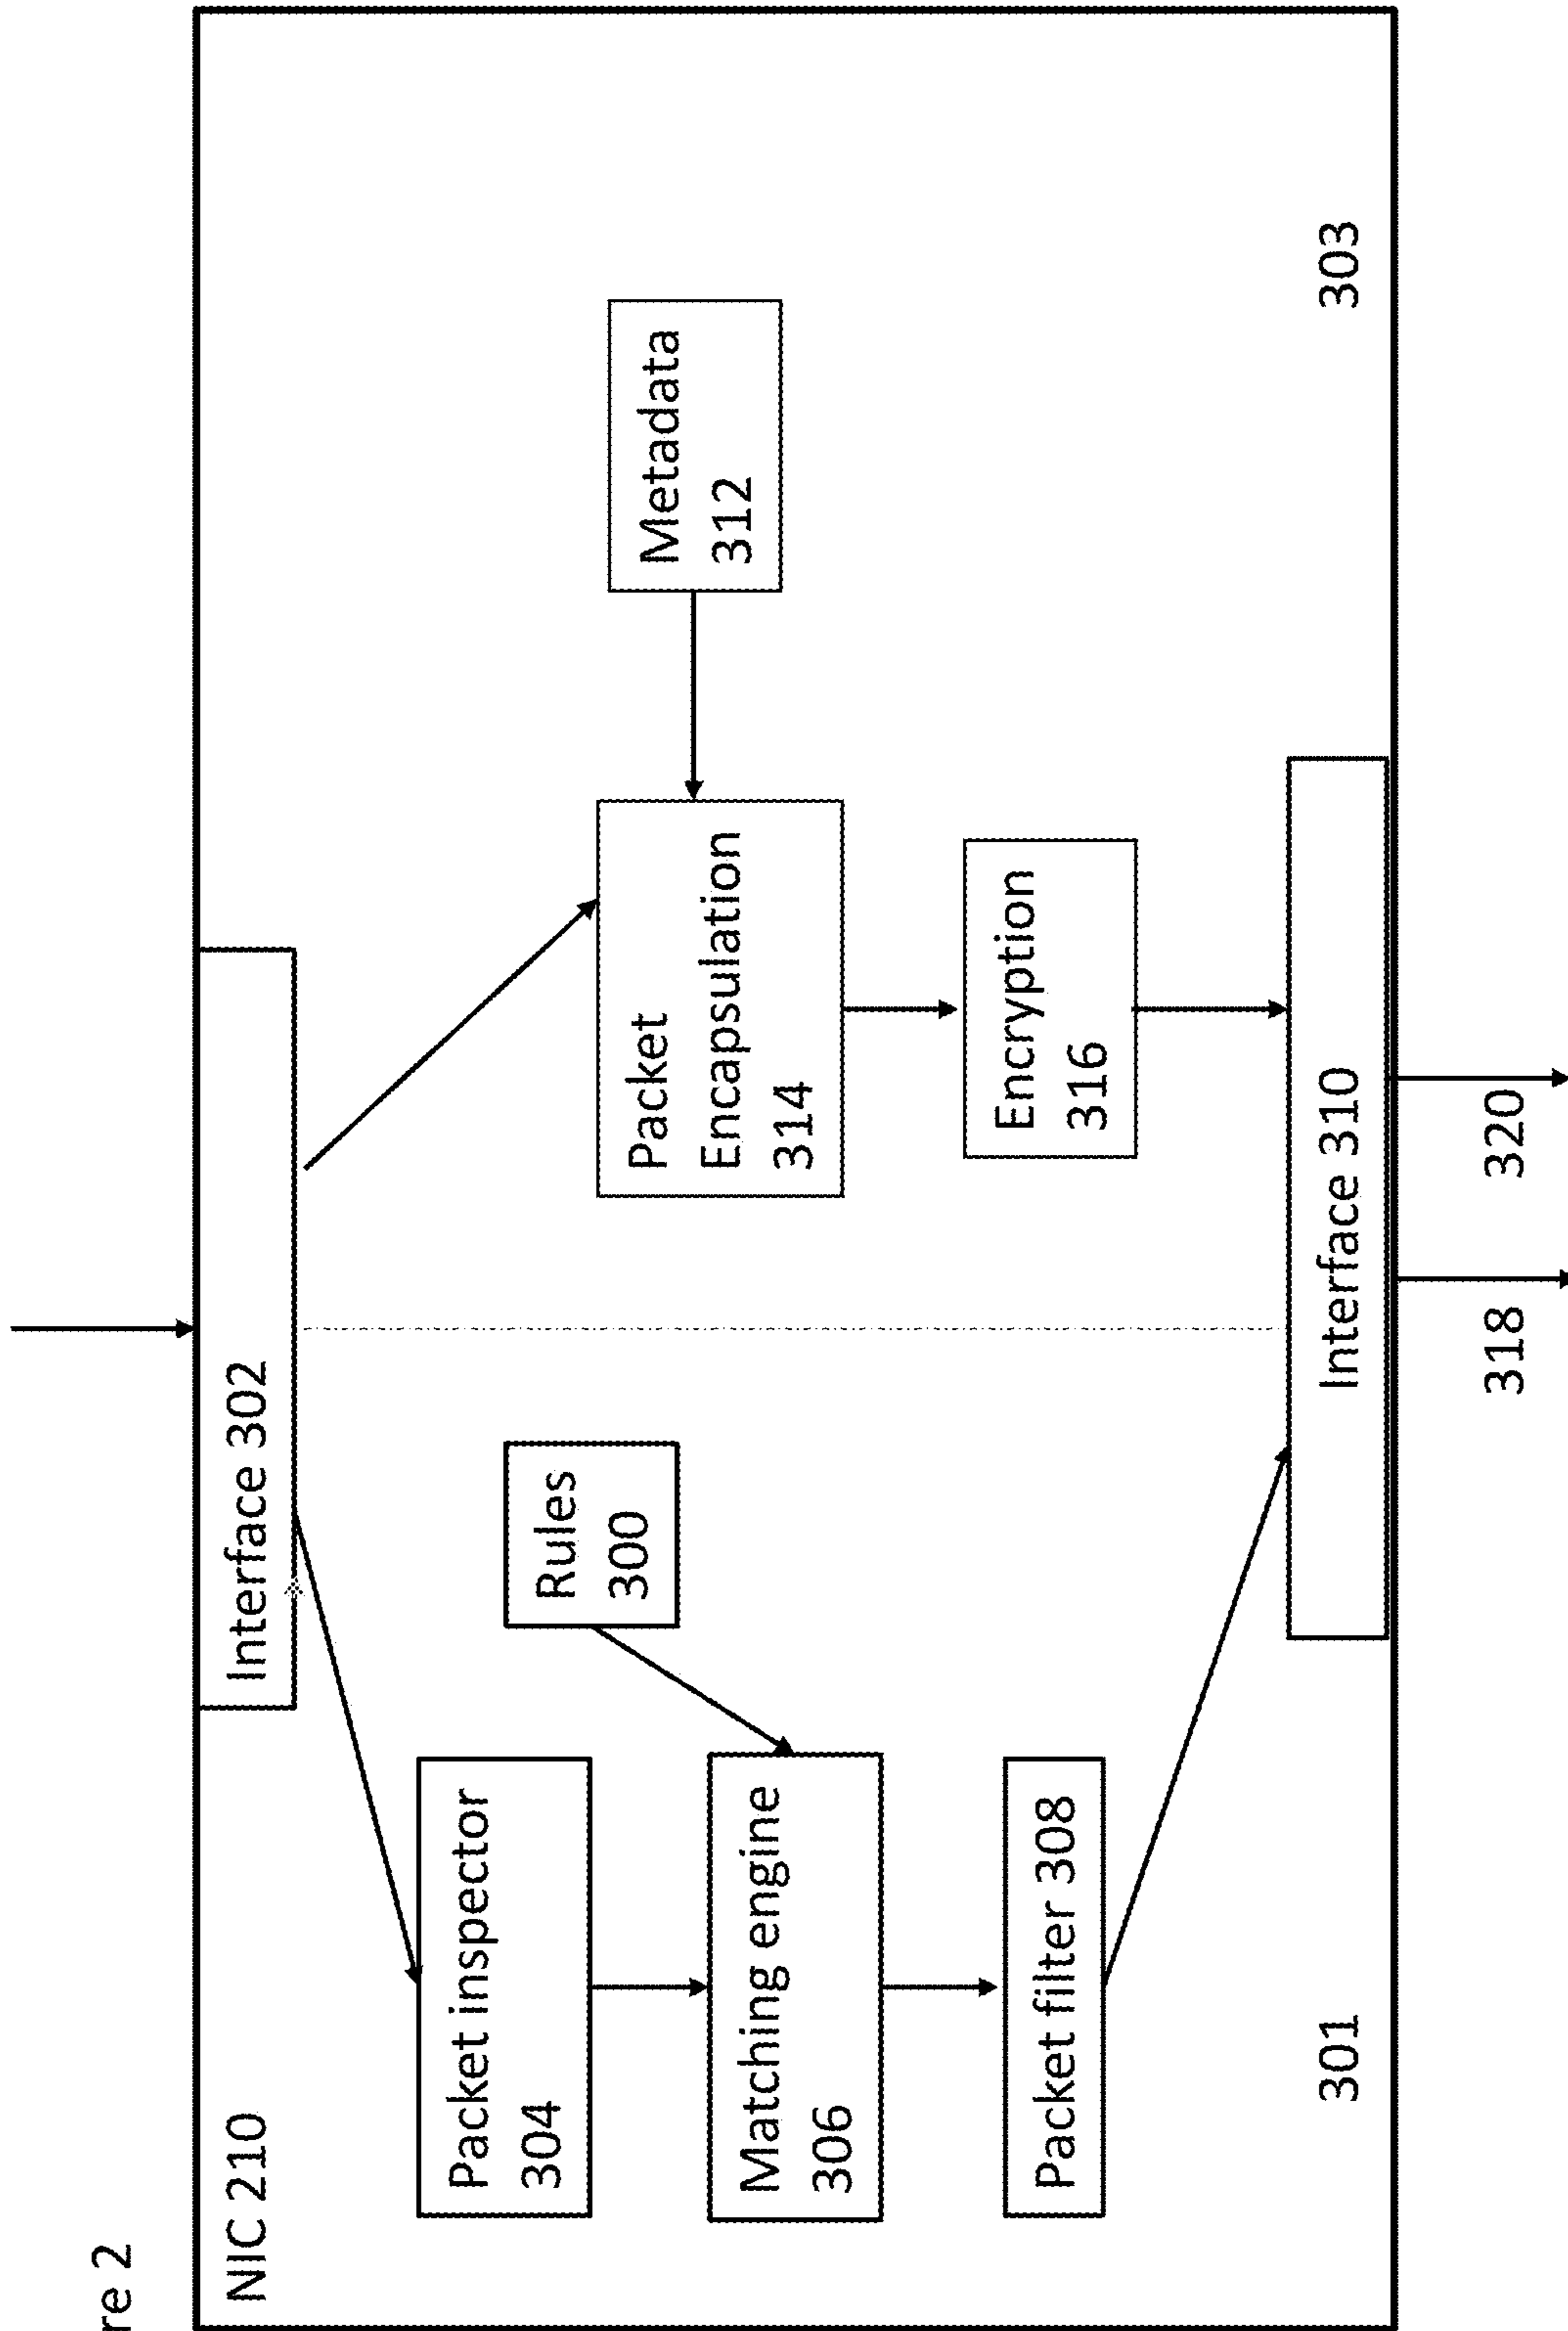 re 2
NIC 210
Interface 302
Packet inspector
304
Rules
300
Matching engine
306
Packet filter 308
301
Packet
Encapsulation
314
Metadata
312
Encryption
316
303
Interface 310
318
320